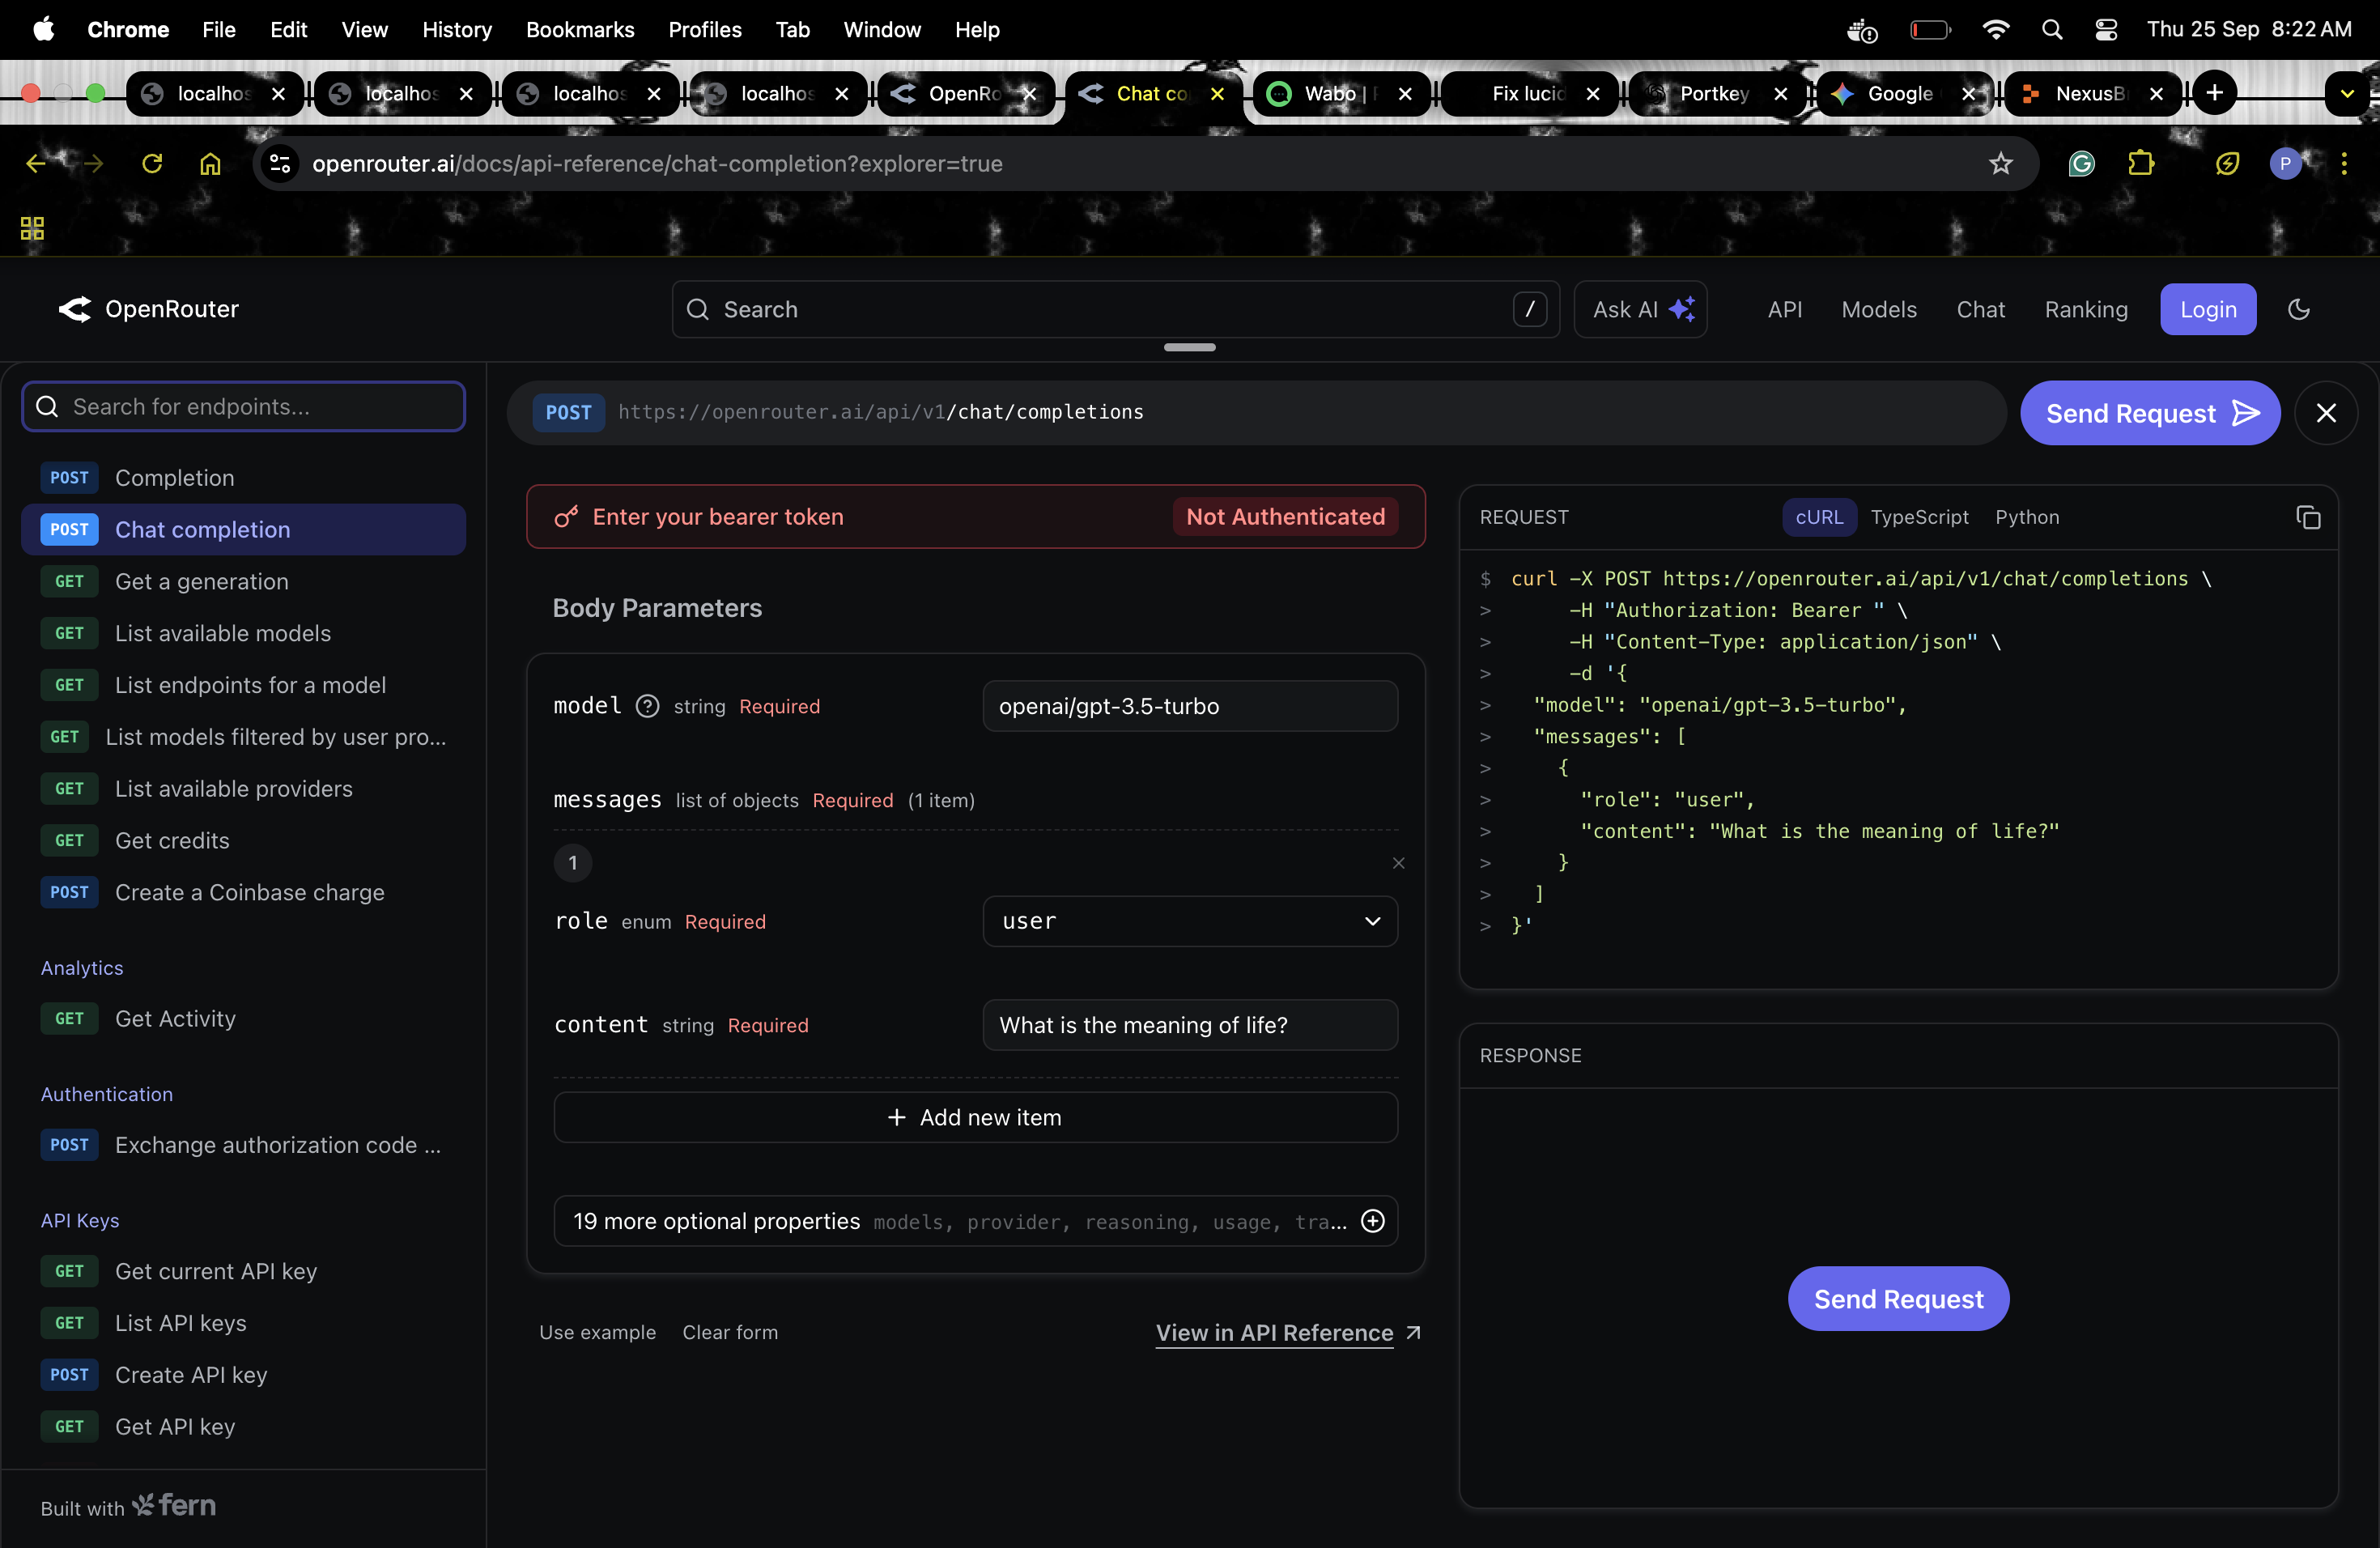 Chrome File Edit View History Bookmarks Profiles Tab Window Help Thu 25 Sep 8:22 AM
localhos localhos localhos localhos OpenRo Chat co Wabo | Fix lucid Portkey Google NexusB
openrouter.ai/docs/api-reference/chat-completion?explorer=true P
OpenRouter Search / Ask AI API Models Chat Ranking Login
Search for endpoints...
POST Completion
POST Chat completion
GET Get a generation
GET List available models
GET List endpoints for a model
GET List models filtered by user pro...
GET List available providers
GET Get credits
POST Create a Coinbase charge
Analytics
GET Get Activity
Authentication
POST Exchange authorization code ...
API Keys
GET Get current API key
GET List API keys
POST Create API key
GET Get API key
Built with fern
POST https://openrouter.ai/api/v1/chat/completions Send Request
Enter your bearer token Not Authenticated
Body Parameters
model ? string Required openai/gpt-3.5-turbo
messages list of objects Required (1 item)
1
role enum Required user
content string Required What is the meaning of life?
+ Add new item
19 more optional properties models, provider, reasoning, usage, tra...
Use example Clear form View in API Reference
REQUEST cURL TypeScript Python
$ curl -X POST https://openrouter.ai/api/v1/chat/completions \
> -H "Authorization: Bearer " \
> -H "Content-Type: application/json" \
> -d '{
> "model": "openai/gpt-3.5-turbo",
> "messages": [
> {
> "role": "user",
> "content": "What is the meaning of life?"
> }
> ]
> }'
RESPONSE
Send Request